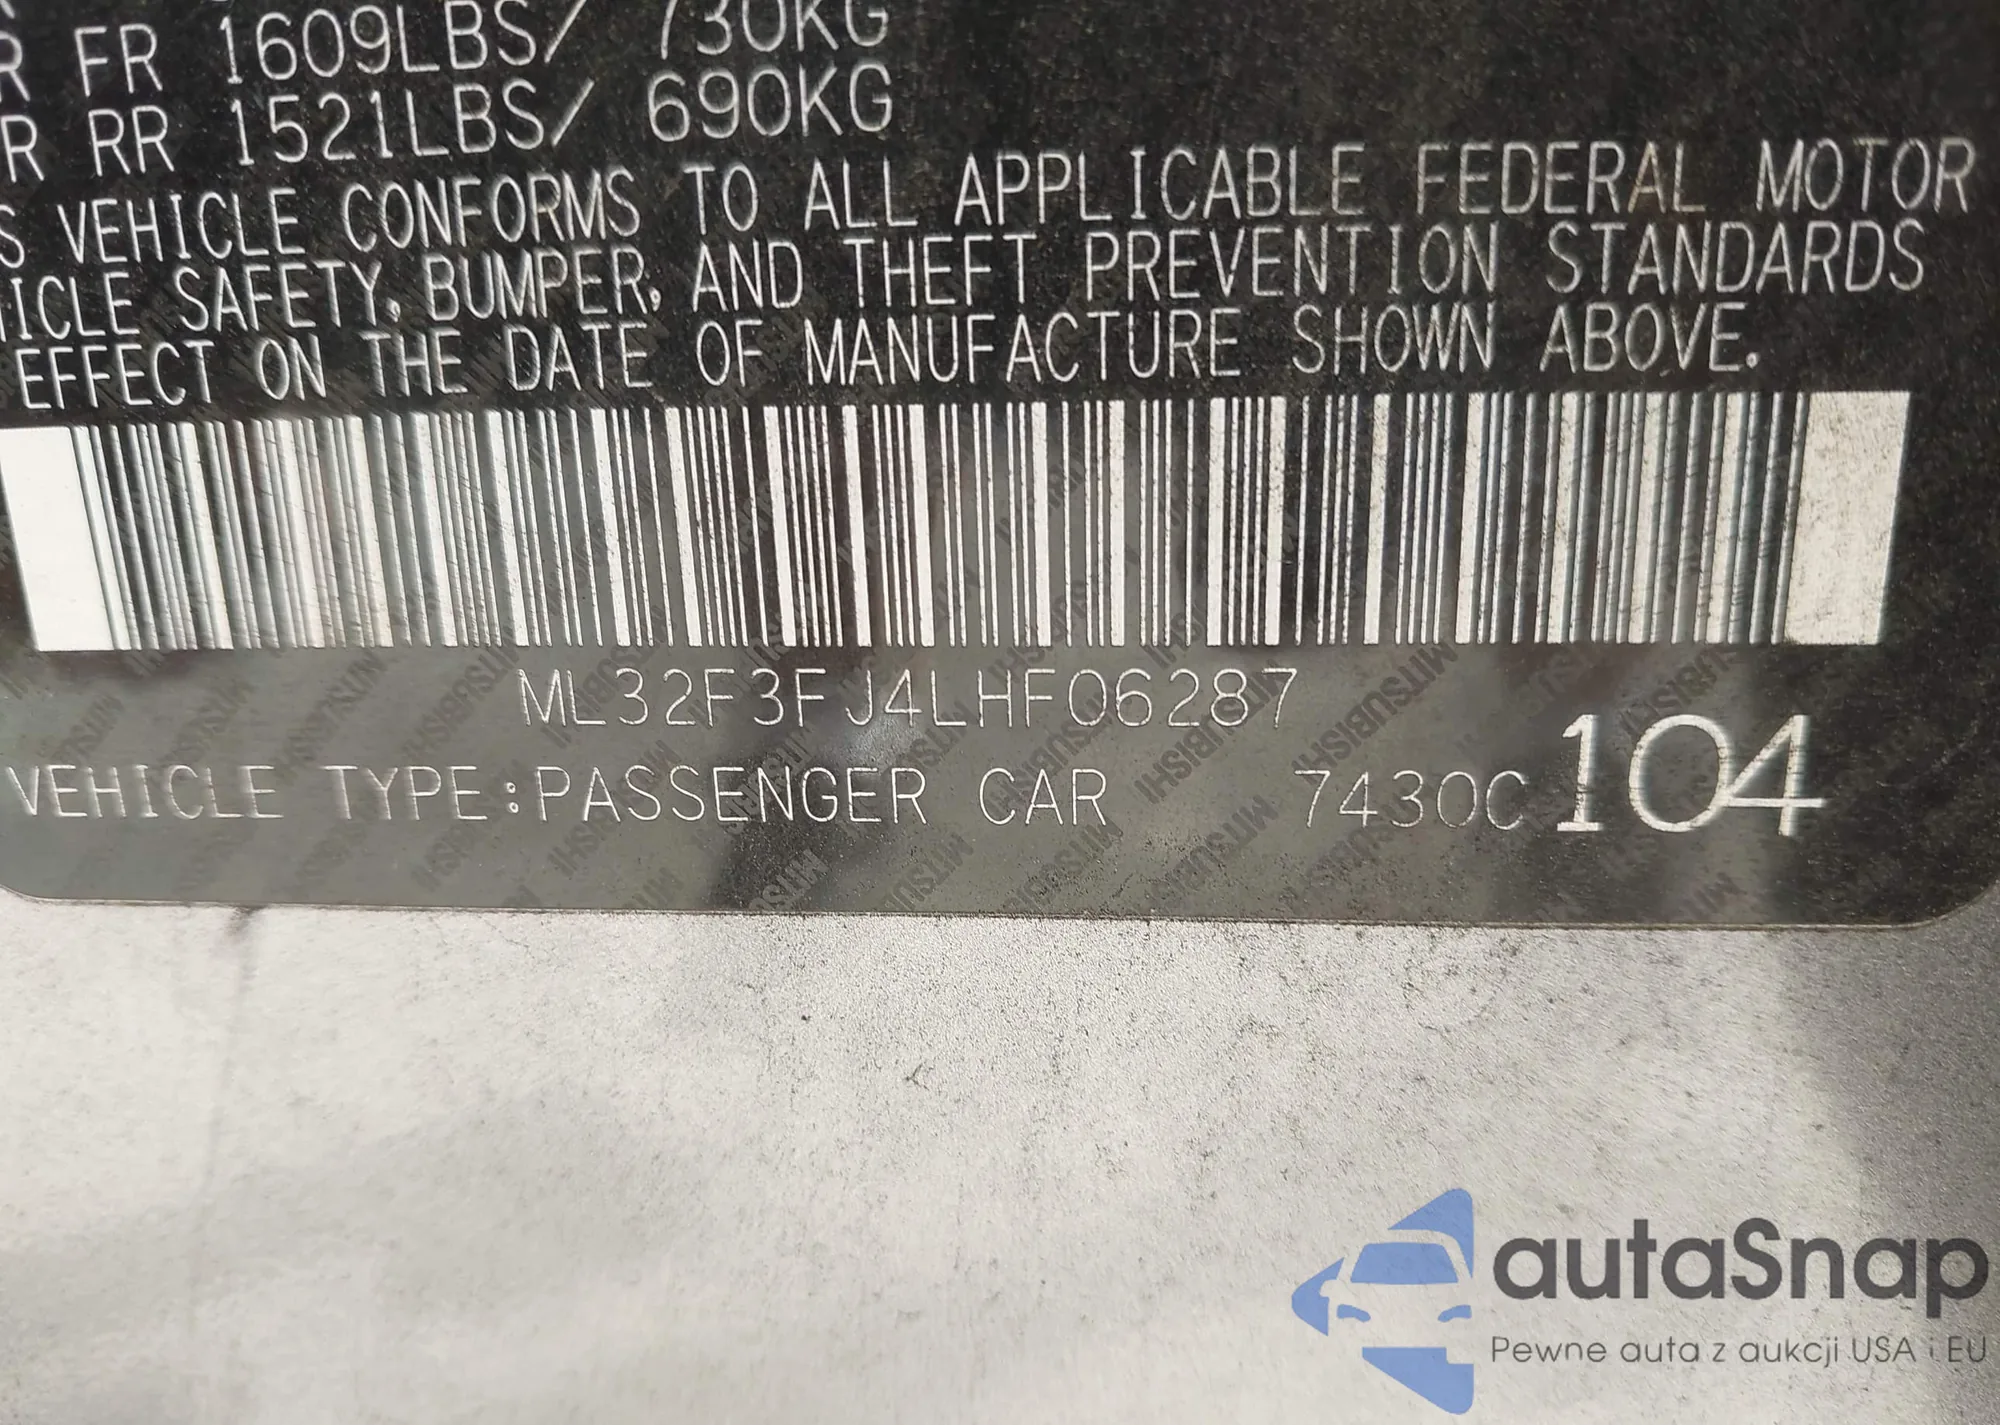 R FR 1609LBS/ 730KG
R RR 1521LBS/ 690KG
S VEHICLE CONFORMS TO ALL APPLICABLE FEDERAL MOTOR
ICLE SAFETY, BUMPER, AND THEFT PREVENTION STANDARDS
EFFECT ON THE DATE OF MANUFACTURE SHOWN ABOVE.
ML32F3FJ4LHF06287
VEHICLE TYPE:PASSENGER CAR 7430C 104
autaSnap
Pewne auta z aukcji USA i EU